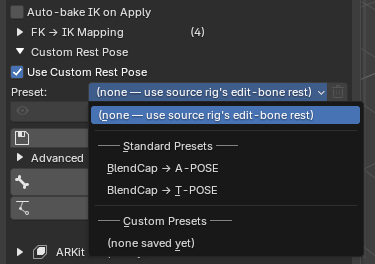 Auto-bake IK on Apply
FK → IK Mapping (4)
Custom Rest Pose
Use Custom Rest Pose
Preset: (none — use source rig's edit-bone rest)
(none — use source rig's edit-bone rest)
Standard Presets
BlendCap → A-POSE
BlendCap → T-POSE
Custom Presets
(none saved yet)
Advanced
ARKit